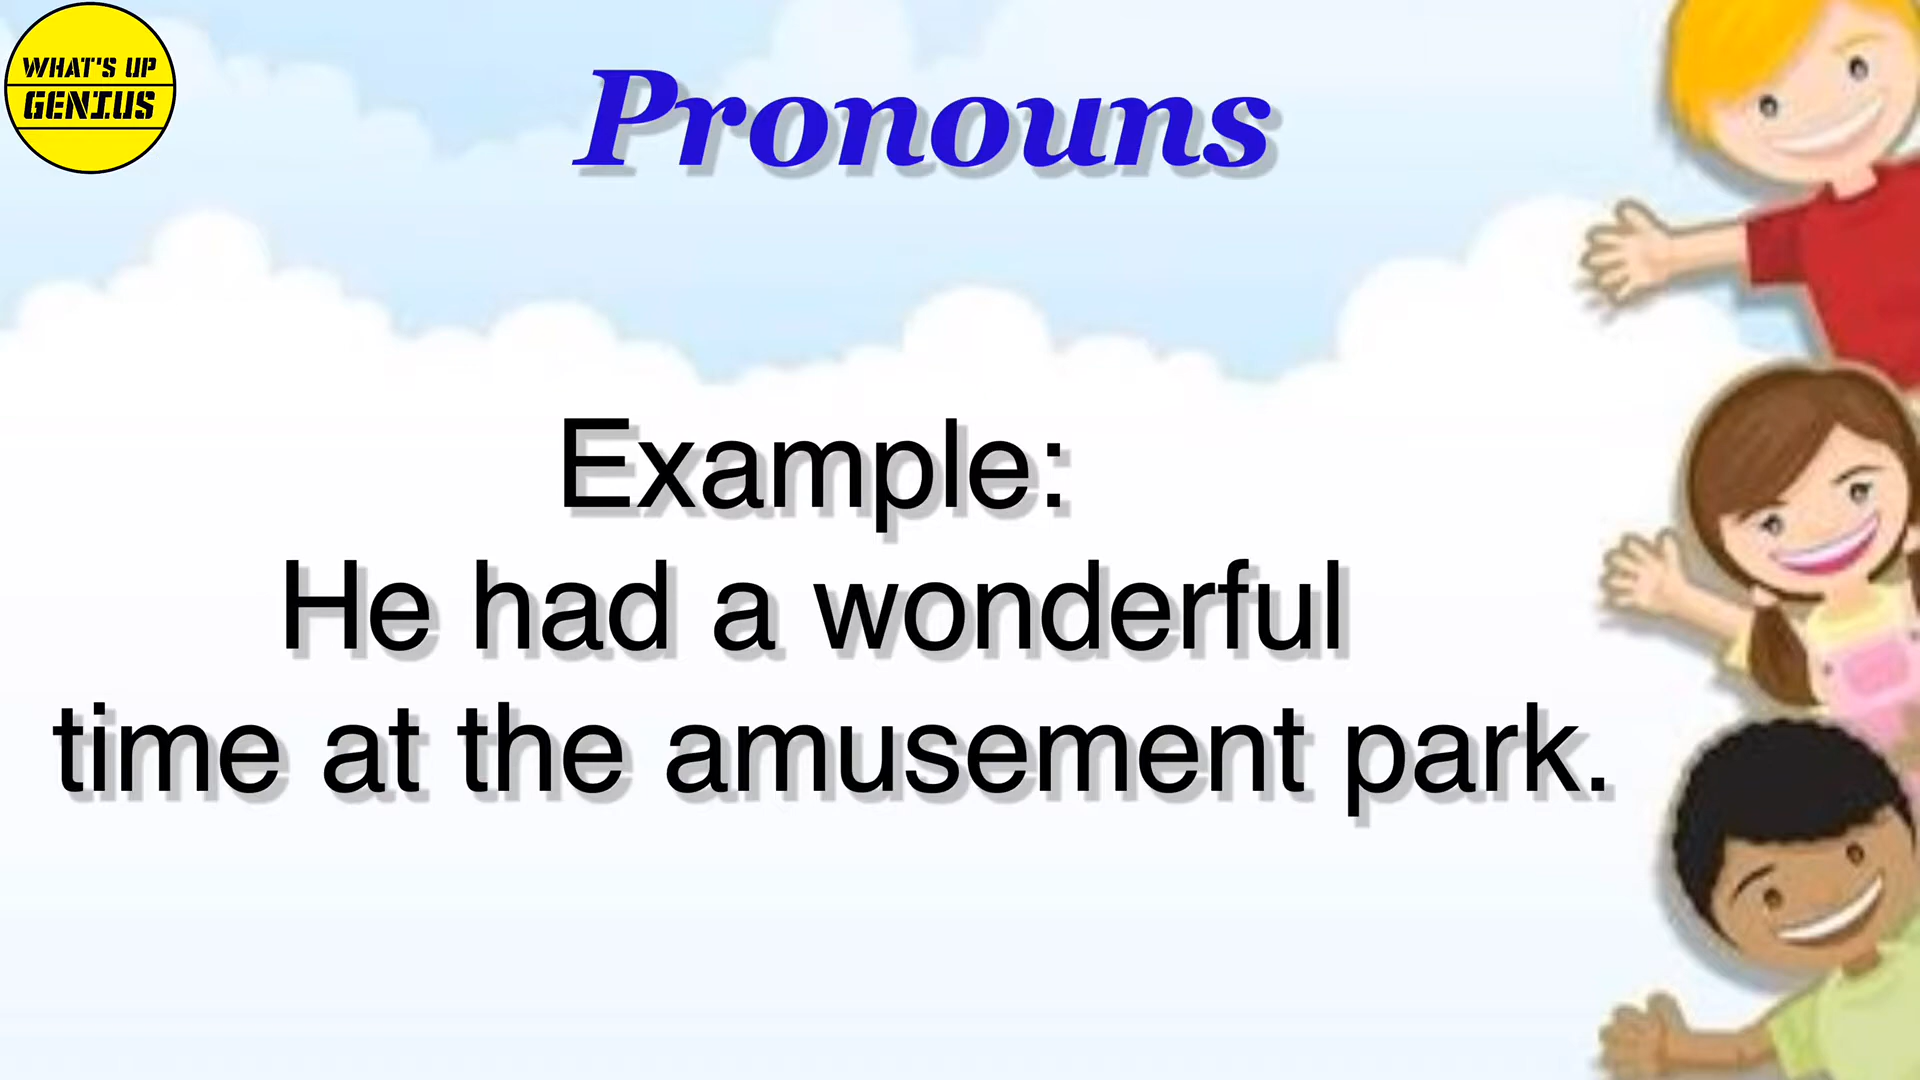 WHAT'S UP
GENIUS
Pronouns
Example:
He had a wonderful
time at the amusement park.